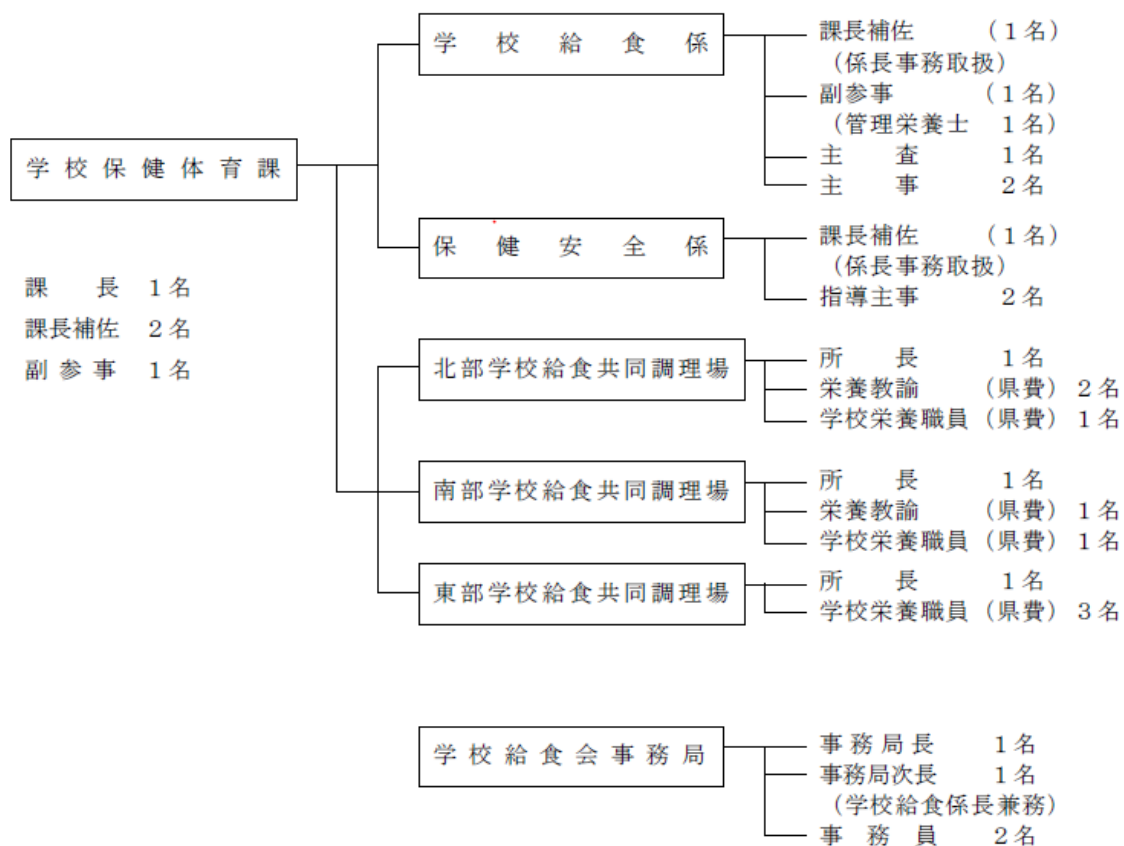 学校保健体育課
課長 1名
課長補佐 2名
副参事 1名
学校給食係
課長補佐 (1名)
(係長事務取扱)
副参事 (1名)
(管理栄養士 1名)
主査 1名
主事 2名
保健安全係
課長補佐 (1名)
(係長事務取扱)
指導主事 2名
北部学校給食共同調理場
所長 1名
栄養教諭 (県費) 2名
学校栄養職員 (県費) 1名
南部学校給食共同調理場
所長 1名
栄養教諭 (県費) 1名
学校栄養職員 (県費) 1名
東部学校給食共同調理場
所長 1名
学校栄養職員 (県費) 3名
学校給食会事務局
事務局長 1名
事務局次長 1名
(学校給食係長兼務)
事務員 2名